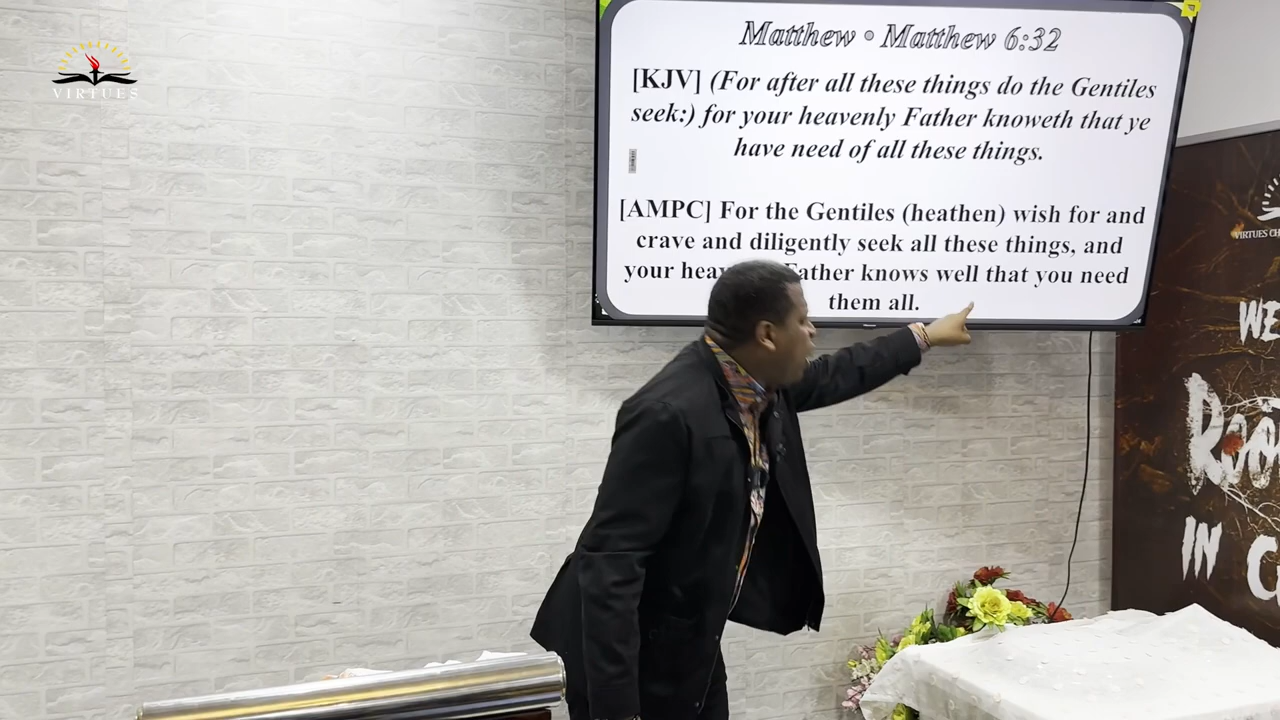 VIRTUES
Matthew • Matthew 6:32
[KJV] (For after all these things do the Gentiles
seek:) for your heavenly Father knoweth that ye
have need of all these things.
[AMPC] For the Gentiles (heathen) wish for and
crave and diligently seek all these things, and
your Father knows well that you need
them all.
VIRTUES
WE
IN